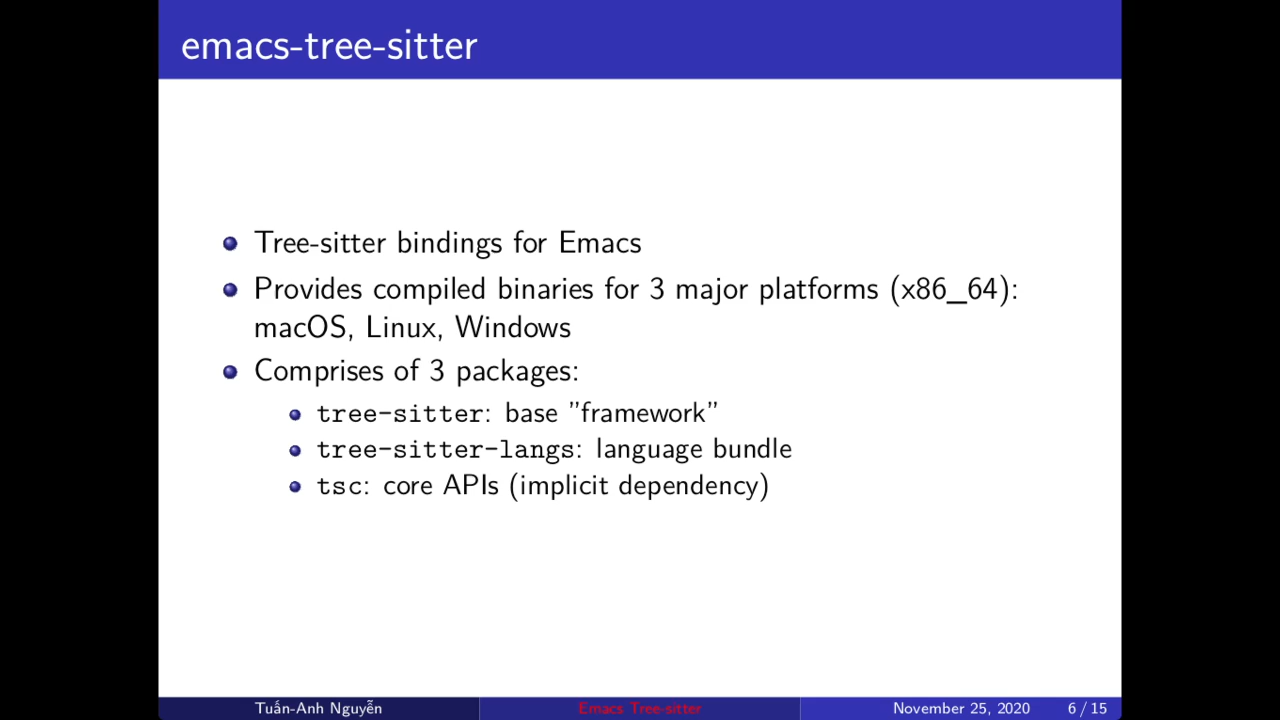 emacs-tree-sitter
Tree-sitter bindings for Emacs
Provides compiled binaries for 3 major platforms (x86_64):
macOS, Linux, Windows
Comprises of 3 packages:
tree-sitter: base ”framework”
tree-sitter-langs: language bundle
tsc: core APIs (implicit dependency)
Tuấn-Anh Nguyễn
Emacs Tree-sitter
November 25, 2020
6 / 15